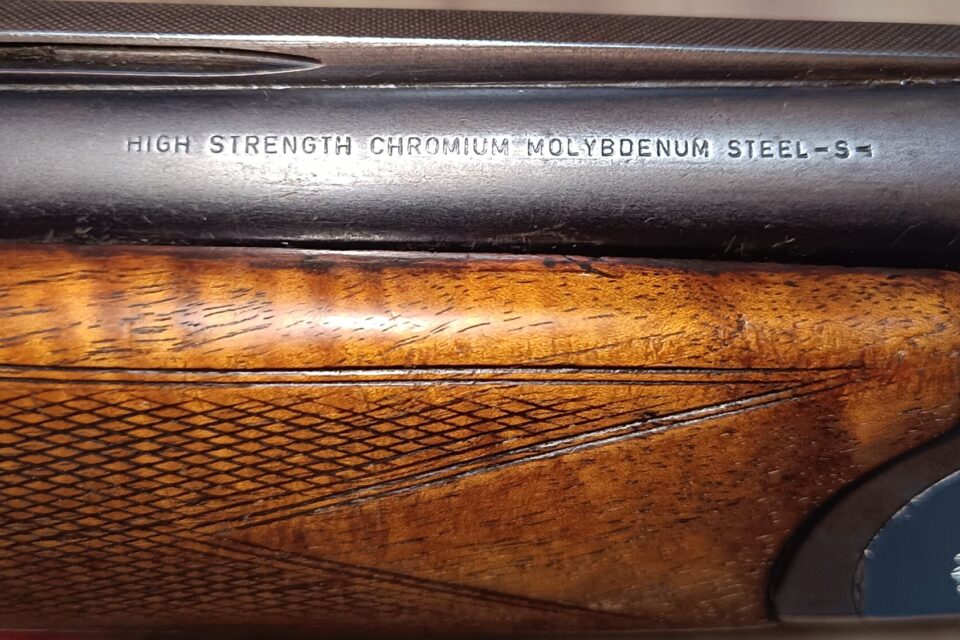 HIGH STRENGTH CHROMIUM MOLYBDENUM STEEL-S-